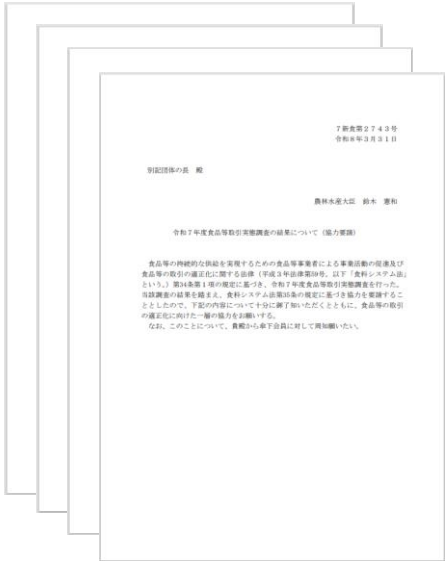 7新食第2743号
令和8年3月31日
別記団体の長 殿
農林水産大臣 鈴木 憲和
令和7年度食品等取引実態調査の結果について（協力要請）
食品等の持続的な供給を実現するための食品等事業者による事業活動の促進及び
食品等の取引の適正化に関する法律（平成3年法律第59号。以下「食料システム法」
という。）第34条第1項の規定に基づき、令和7年度食品等取引実態調査を行った。
当該調査の結果を踏まえ、食料システム法第35条の規定に基づき協力を要請するこ
ととしたので、下記の内容について十分に御了知いただくとともに、食品等の取引
の適正化に向けた一層の協力をお願いする。
なお、このことについて、貴殿から傘下会員に対して周知願いたい。